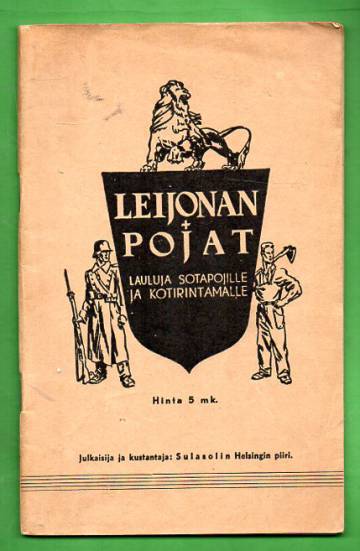 LEIJONAN
POJAT
LAULUJA SOTAPOJILLE
JA KOTIRINTAMALLE
Hinta 5 mk.
Julkaisija ja kustantaja: Sulasolin Helsingin piiri.